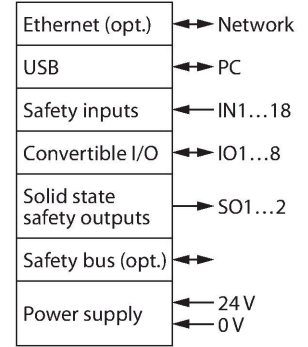 Ethernet (opt.) Network
USB PC
Safety inputs IN1...18
Convertible I/O IO1...8
Solid state
safety outputs SO1...2
Safety bus (opt.)
Power supply 24 V
0 V